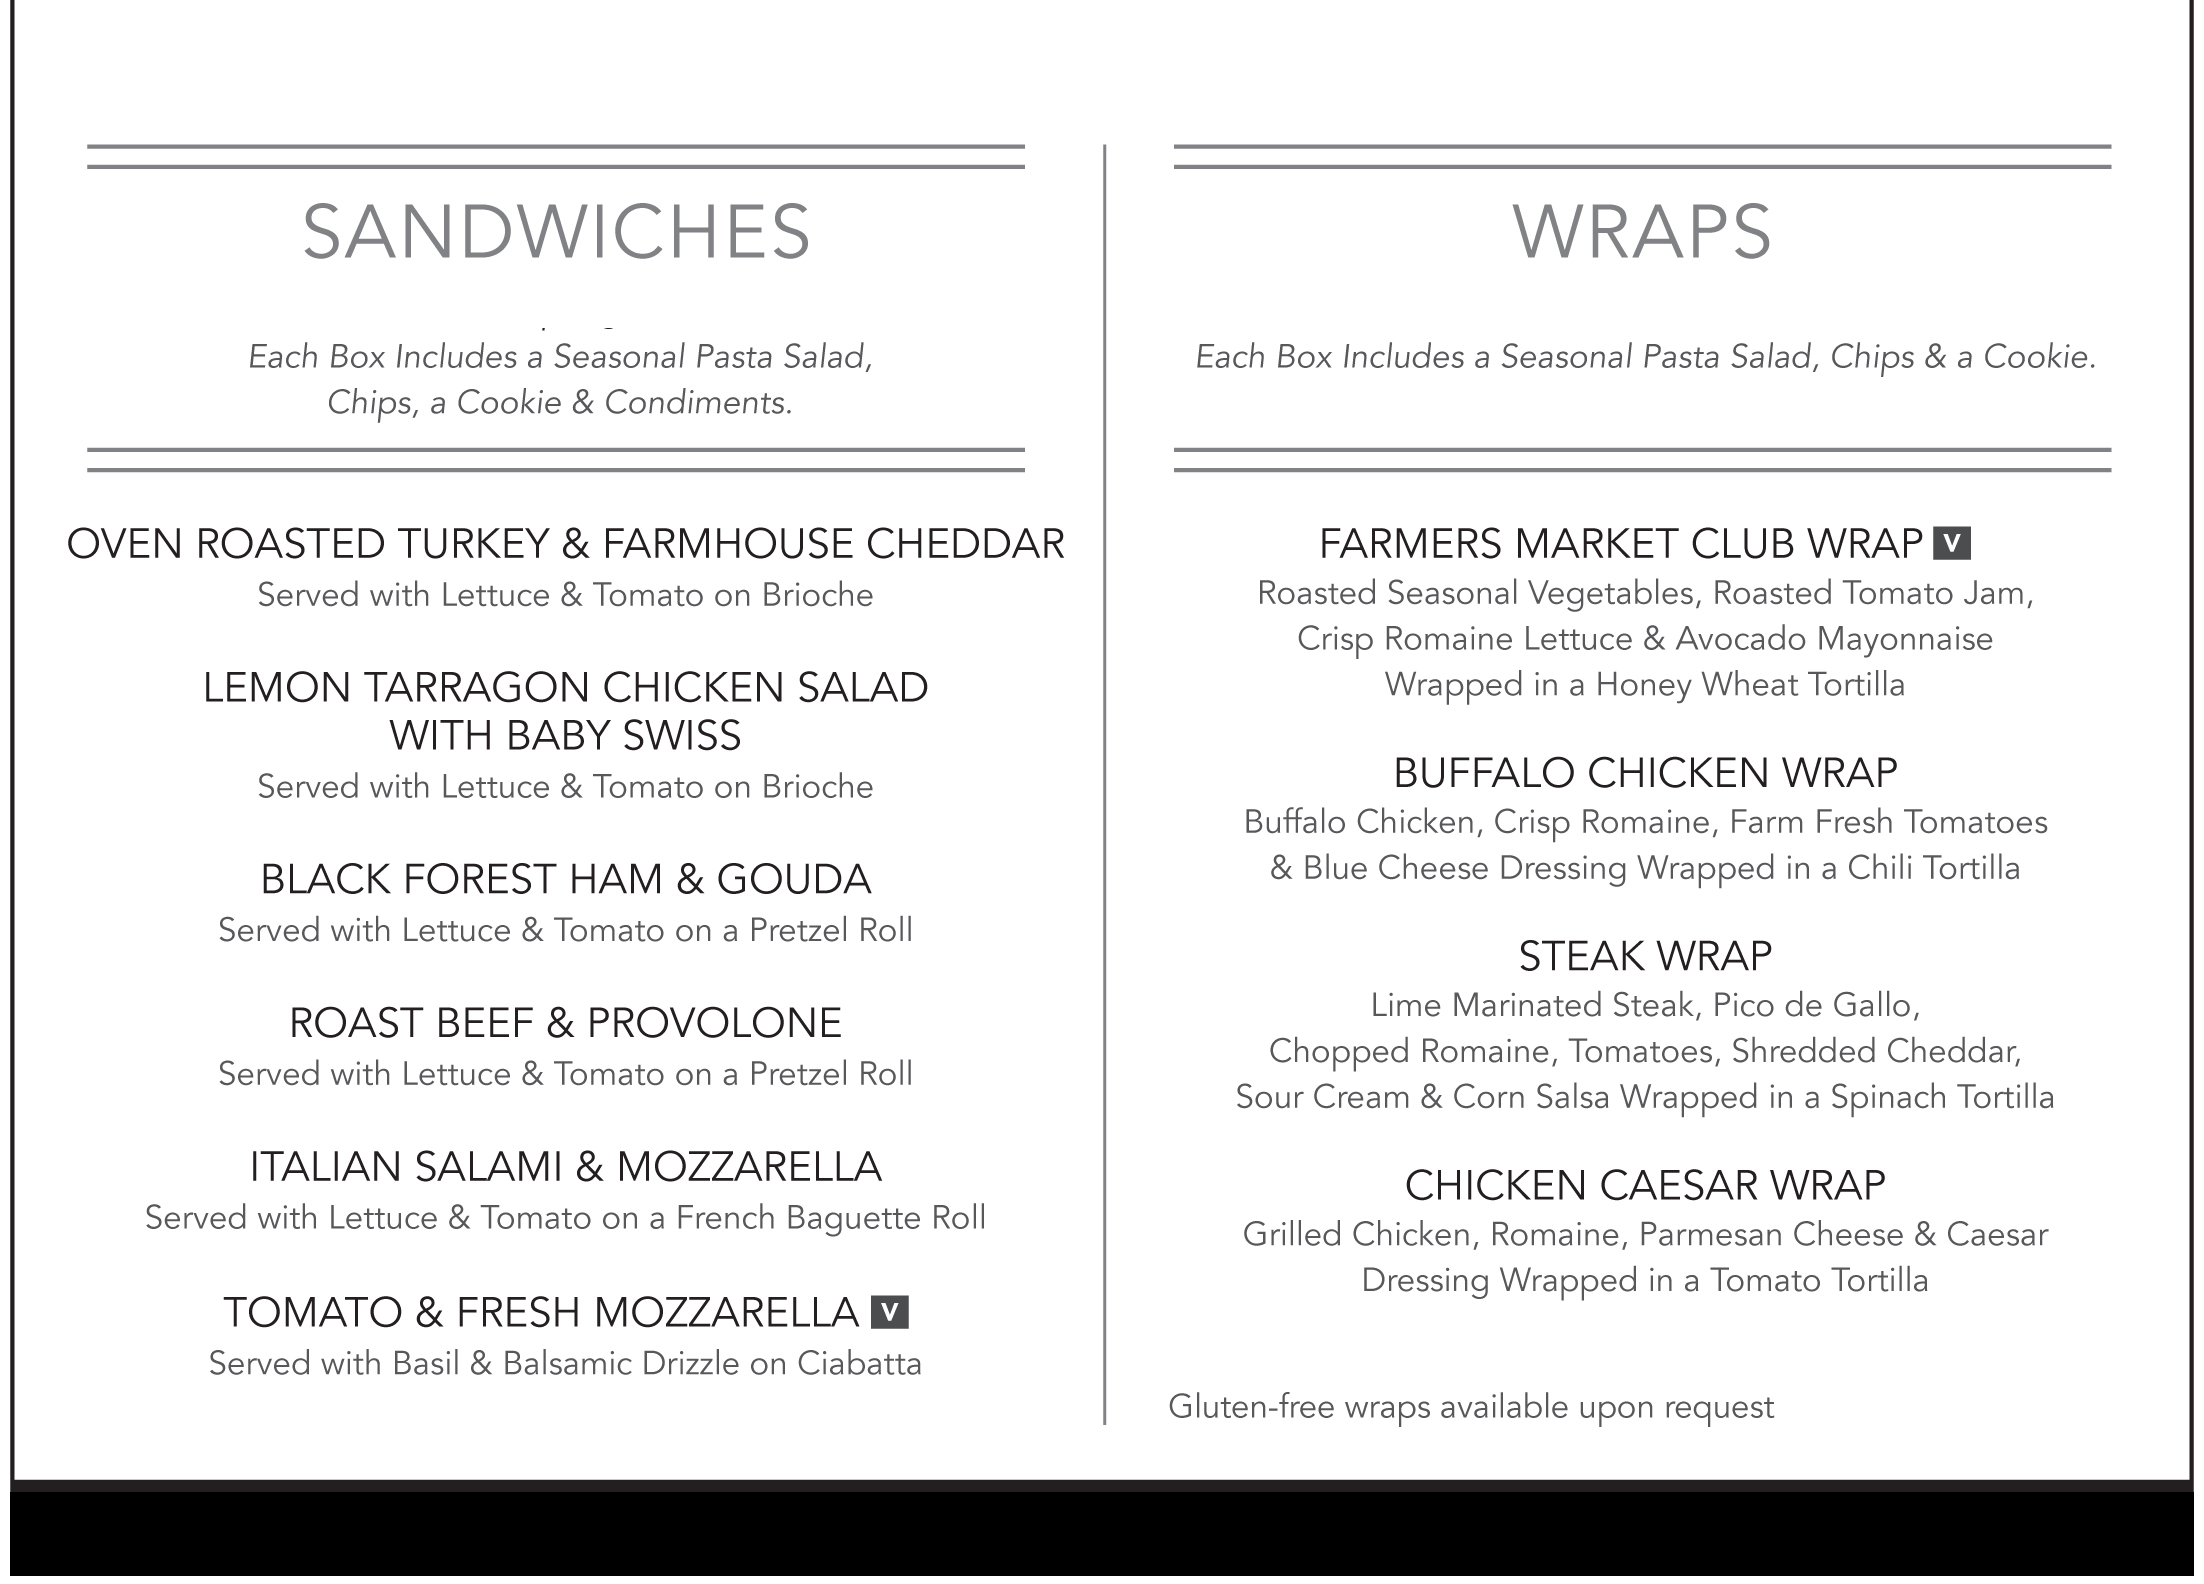 SANDWICHES
Each Box Includes a Seasonal Pasta Salad,
Chips, a Cookie & Condiments.
OVEN ROASTED TURKEY & FARMHOUSE CHEDDAR
Served with Lettuce & Tomato on Brioche
LEMON TARRAGON CHICKEN SALAD
WITH BABY SWISS
Served with Lettuce & Tomato on Brioche
BLACK FOREST HAM & GOUDA
Served with Lettuce & Tomato on a Pretzel Roll
ROAST BEEF & PROVOLONE
Served with Lettuce & Tomato on a Pretzel Roll
ITALIAN SALAMI & MOZZARELLA
Served with Lettuce & Tomato on a French Baguette Roll
TOMATO & FRESH MOZZARELLA V
Served with Basil & Balsamic Drizzle on Ciabatta
WRAPS
Each Box Includes a Seasonal Pasta Salad, Chips & a Cookie.
FARMERS MARKET CLUB WRAP V
Roasted Seasonal Vegetables, Roasted Tomato Jam,
Crisp Romaine Lettuce & Avocado Mayonnaise
Wrapped in a Honey Wheat Tortilla
BUFFALO CHICKEN WRAP
Buffalo Chicken, Crisp Romaine, Farm Fresh Tomatoes
& Blue Cheese Dressing Wrapped in a Chili Tortilla
STEAK WRAP
Lime Marinated Steak, Pico de Gallo,
Chopped Romaine, Tomatoes, Shredded Cheddar,
Sour Cream & Corn Salsa Wrapped in a Spinach Tortilla
CHICKEN CAESAR WRAP
Grilled Chicken, Romaine, Parmesan Cheese & Caesar
Dressing Wrapped in a Tomato Tortilla
Gluten-free wraps available upon request